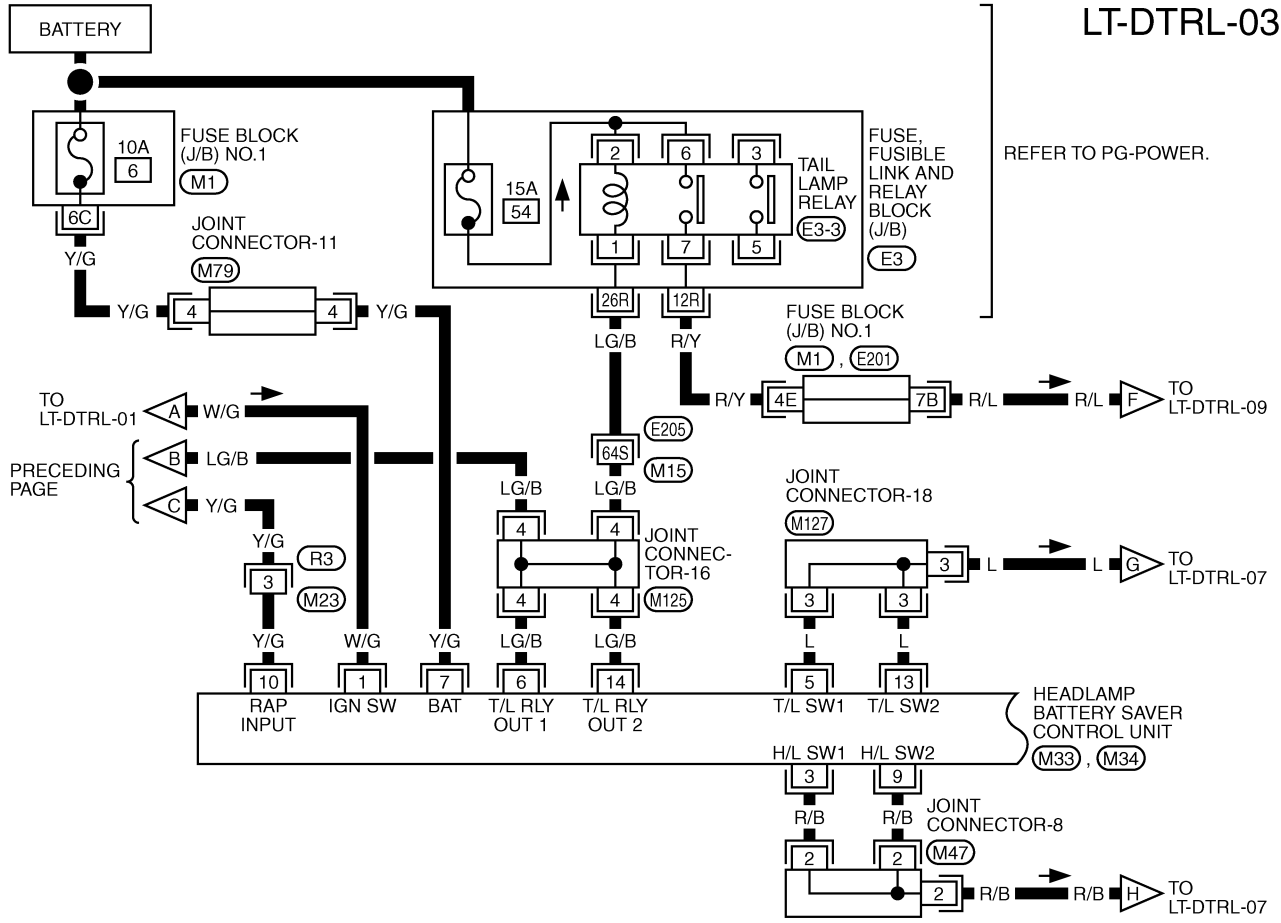 LT-DTRL-03
BATTERY
10A
6
FUSE BLOCK
(J/B) NO.1
M1
6C
Y/G
JOINT
CONNECTOR-11
M79
Y/G
4
4
Y/G
15A
54
2
6
3
1
7
5
TAIL
LAMP
RELAY
E3-3
FUSE,
FUSIBLE
LINK AND
RELAY
BLOCK
(J/B)
E3
REFER TO PG-POWER.
26R
12R
LG/B
R/Y
FUSE BLOCK
(J/B) NO.1
M1 , E201
R/Y
4E
7B
R/L
R/L
F
TO
LT-DTRL-09
TO
LT-DTRL-01
A
W/G
PRECEDING
PAGE
B
LG/B
C
Y/G
E205
64S
M15
LG/B
LG/B
Y/G
R3
3
M23
4
4
JOINT
CONNEC-
TOR-16
4
4
M125
JOINT
CONNECTOR-18
M127
3
L
L
G
TO
LT-DTRL-07
3
3
Y/G
W/G
Y/G
LG/B
LG/B
L
L
10
1
7
6
14
5
13
RAP
INPUT
IGN SW
BAT
T/L RLY
OUT 1
T/L RLY
OUT 2
T/L SW1
T/L SW2
HEADLAMP
BATTERY SAVER
CONTROL UNIT
M33 , M34
H/L SW1
H/L SW2
3
9
R/B
R/B
JOINT
CONNECTOR-8
M47
2
2
2
R/B
R/B
H
TO
LT-DTRL-07